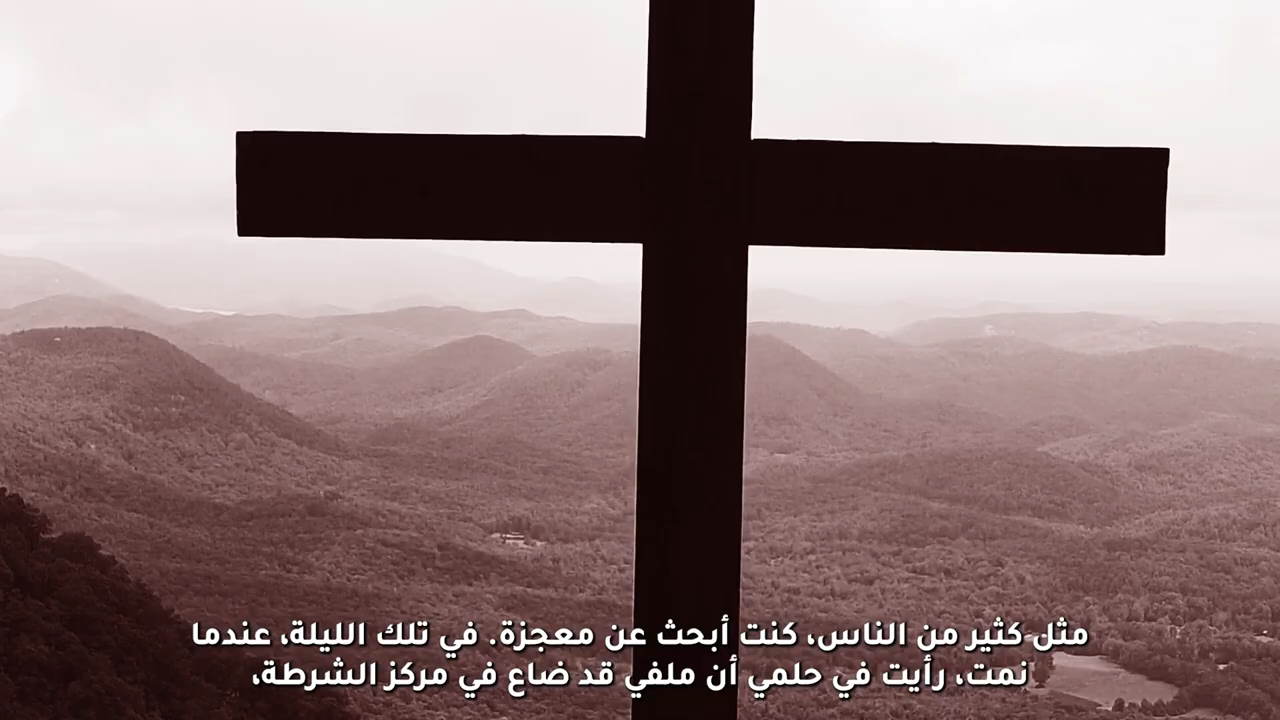 مثل كثير من الناس، كنت أبحث عن معجزة. في تلك الليلة، عندما
نمت، رأيت في حلمي أن ملفي قد ضاع في مركز الشرطة،